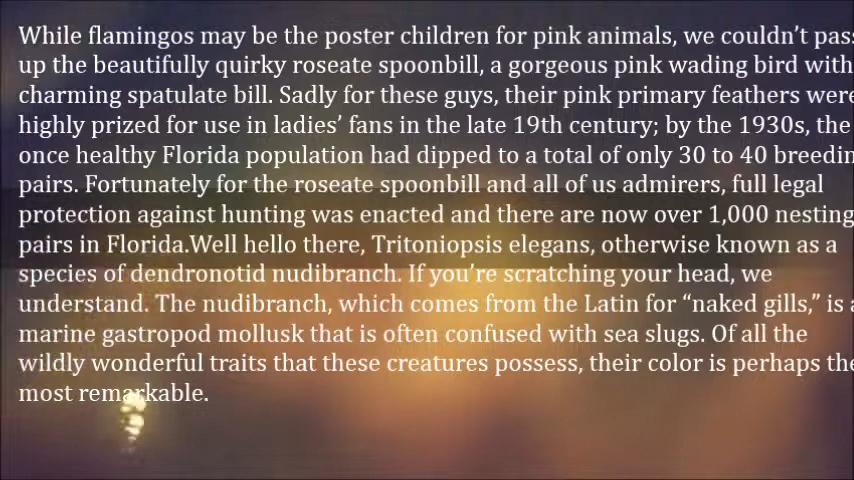 While flamingos may be the poster children for pink animals, we couldn’t pass
up the beautifully quirky roseate spoonbill, a gorgeous pink wading bird with
charming spatulate bill. Sadly for these guys, their pink primary feathers were
highly prized for use in ladies’ fans in the late 19th century; by the 1930s, the
once healthy Florida population had dipped to a total of only 30 to 40 breedin
pairs. Fortunately for the roseate spoonbill and all of us admirers, full legal
protection against hunting was enacted and there are now over 1,000 nesting
pairs in Florida.Well hello there, Tritoniopsis elegans, otherwise known as a
species of dendronotid nudibranch. If you’re scratching your head, we
understand. The nudibranch, which comes from the Latin for “naked gills,” is a
marine gastropod mollusk that is often confused with sea slugs. Of all the
wildly wonderful traits that these creatures possess, their color is perhaps the
most remarkable.